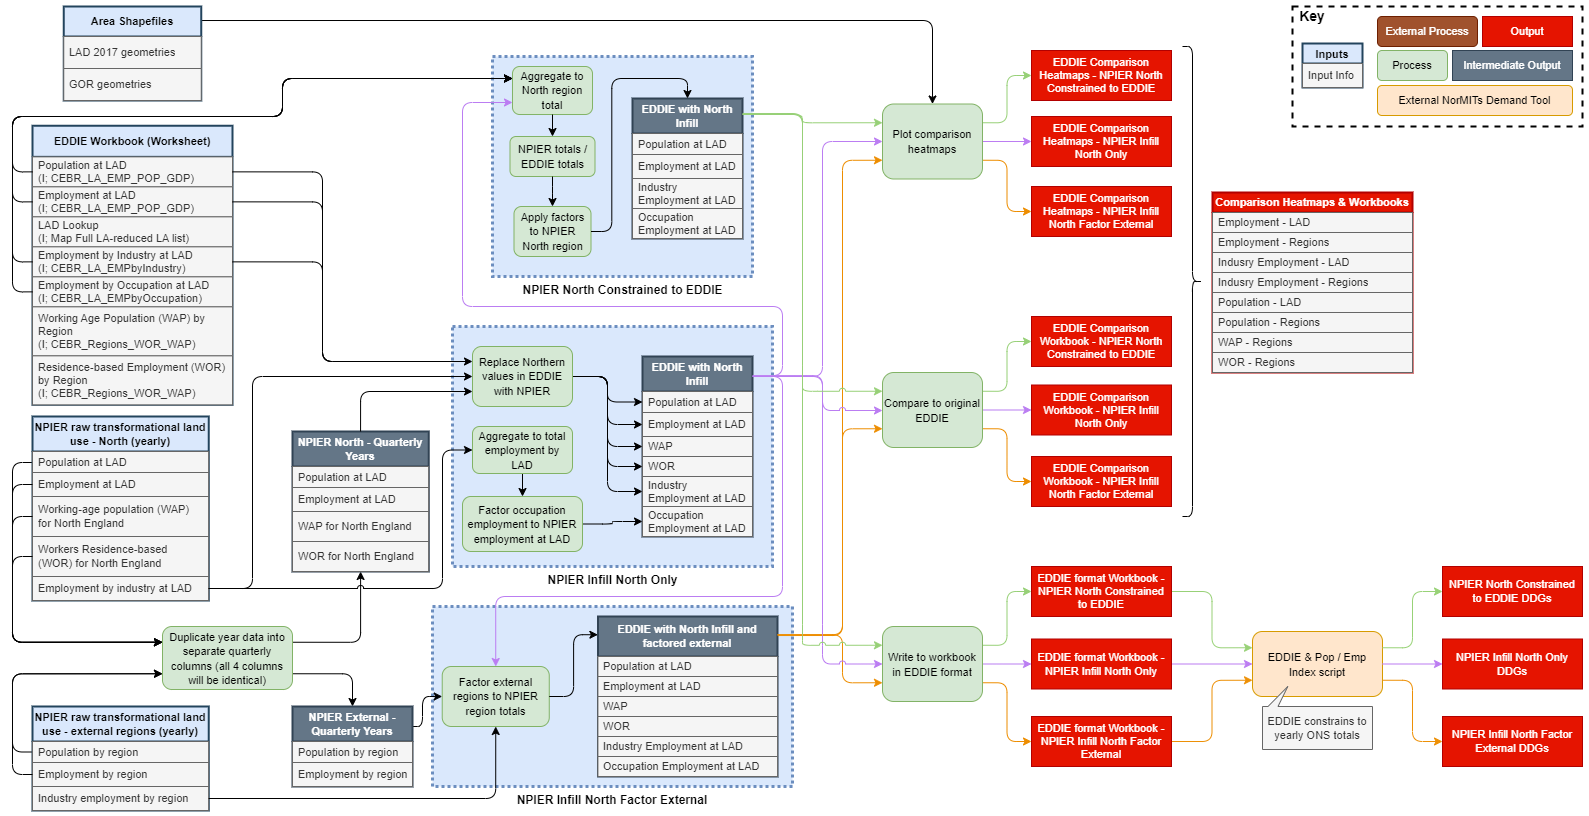 Area Shapefiles
LAD 2017 geometries
GOR geometries
EDDIE Workbook (Worksheet)
Population at LAD
(I; CEBR_LA_EMP_POP_GDP)
Employment at LAD
(I; CEBR_LA_EMP_POP_GDP)
LAD Lookup
(I; Map Full LA-reduced LA list)
Employment by Industry at LAD
(I; CEBR_LA_EMPbyIndustry)
Employment by Occupation at LAD
(I; CEBR_LA_EMPbyOccupation)
Working Age Population (WAP) by
Region
(I; CEBR_Regions_WOR_WAP)
Residence-based Employment (WOR)
by Region
(I; CEBR_Regions_WOR_WAP)
NPIER raw transformational land
use - North (yearly)
Population at LAD
Employment at LAD
Working-age population (WAP)
for North England
Workers Residence-based
(WOR) for North England
Employment by industry at LAD
Duplicate year data into
separate quarterly
columns (all 4 columns
will be identical)
NPIER raw transformational land
use - external regions (yearly)
Population by region
Employment by region
Industry employment by region
NPIER North - Quarterly
Years
Population at LAD
Employment at LAD
WAP for North England
WOR for North England
NPIER External -
Quarterly Years
Population by region
Employment by region
Aggregate to
North region
total
NPIER totals /
EDDIE totals
Apply factors
to NPIER
North region
EDDIE with North
Infill
Population at LAD
Employment at LAD
Industry
Employment at LAD
Occupation
Employment at LAD
NPIER North Constrained to EDDIE
Replace Northern
values in EDDIE
with NPIER
Aggregate to total
employment by
LAD
Factor occupation
employment to NPIER
employment at LAD
EDDIE with North
Infill
Population at LAD
Employment at LAD
WAP
WOR
Industry
Employment at LAD
Occupation
Employment at LAD
NPIER Infill North Only
Factor external
regions to NPIER
region totals
EDDIE with North Infill and
factored external
Population at LAD
Employment at LAD
WAP
WOR
Industry Employment at LAD
Occupation Employment at LAD
NPIER Infill North Factor External
Plot comparison
heatmaps
Compare to original
EDDIE
Write to workbook
in EDDIE format
EDDIE Comparison
Heatmaps - NPIER North
Constrained to EDDIE
EDDIE Comparison
Heatmaps - NPIER Infill
North Only
EDDIE Comparison
Heatmaps - NPIER Infill
North Factor External
EDDIE Comparison
Workbook - NPIER North
Constrained to EDDIE
EDDIE Comparison
Workbook - NPIER Infill
North Only
EDDIE Comparison
Workbook - NPIER Infill
North Factor External
EDDIE format Workbook -
NPIER North Constrained
to EDDIE
EDDIE format Workbook -
NPIER Infill North Only
EDDIE format Workbook -
NPIER Infill North Factor
External
Key
Inputs
Input Info
External Process
Output
Process
Intermediate Output
External NorMITs Demand Tool
Comparison Heatmaps & Workbooks
Employment - LAD
Employment - Regions
Indusry Employment - LAD
Indusry Employment - Regions
Population - LAD
Population - Regions
WAP - Regions
WOR - Regions
EDDIE & Pop / Emp
Index script
EDDIE constrains to
yearly ONS totals
NPIER North Constrained
to EDDIE DDGs
NPIER Infill North Only
DDGs
NPIER Infill North Factor
External DDGs